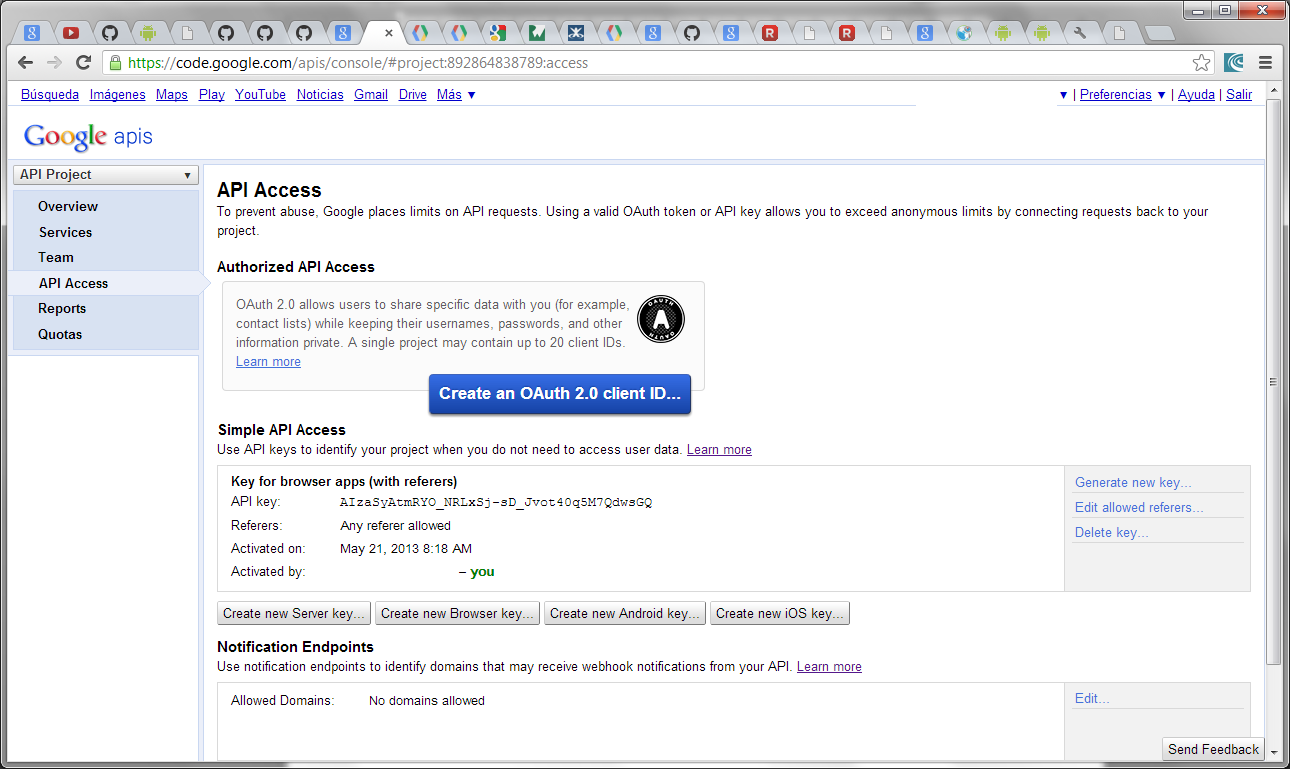 https://code.google.com/apis/console/#project:892864838789:access
Búsqueda Imágenes Maps Play YouTube Noticias Gmail Drive Más ▼ ▼ | Preferencias ▼ | Ayuda | Salir
Google apis
API Project ▼
Overview
Services
Team
API Access
Reports
Quotas
API Access
To prevent abuse, Google places limits on API requests. Using a valid OAuth token or API key allows you to exceed anonymous limits by connecting requests back to your
project.
Authorized API Access
OAuth 2.0 allows users to share specific data with you (for example,
contact lists) while keeping their usernames, passwords, and other
information private. A single project may contain up to 20 client IDs.
Learn more
OAUTH
A
OAUTH
Create an OAuth 2.0 client ID...
Simple API Access
Use API keys to identify your project when you do not need to access user data. Learn more
Key for browser apps (with referers)
API key: AIzaSyAtmRYO_NRLxSj-sD_Jvot40q5M7QdwsGQ
Referers: Any referer allowed
Activated on: May 21, 2013 8:18 AM
Activated by: – you
Generate new key...
Edit allowed referers...
Delete key...
Create new Server key... Create new Browser key... Create new Android key... Create new iOS key...
Notification Endpoints
Use notification endpoints to identify domains that may receive webhook notifications from your API. Learn more
Allowed Domains: No domains allowed
Edit...
Send Feedback